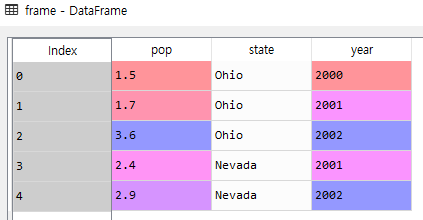 frame - DataFrame
Index pop state year
0 1.5 Ohio 2000
1 1.7 Ohio 2001
2 3.6 Ohio 2002
3 2.4 Nevada 2001
4 2.9 Nevada 2002